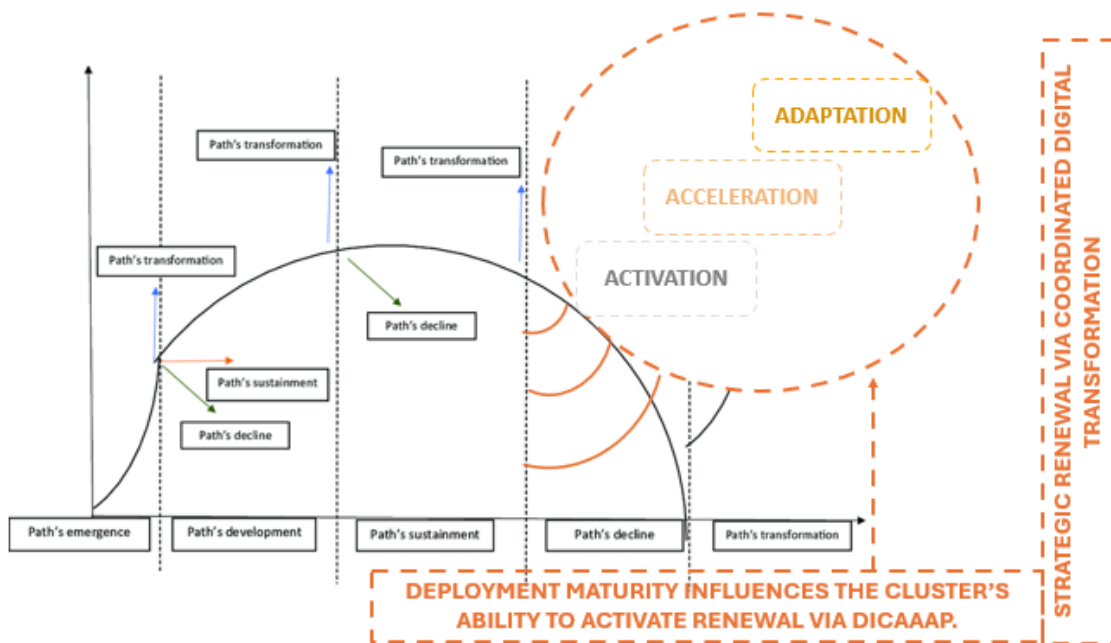 ADAPTATION
ACCELERATION
ACTIVATION
Path's transformation
Path's transformation
Path's transformation
Path's decline
Path's sustainment
Path's decline
Path's emergence
Path's development
Path's sustainment
Path's decline
Path's transformation
DEPLOYMENT MATURITY INFLUENCES THE CLUSTER'S
ABILITY TO ACTIVATE RENEWAL VIA DICAAAP.
STRATEGIC RENEWAL VIA COORDINATED DIGITAL
TRANSFORMATION